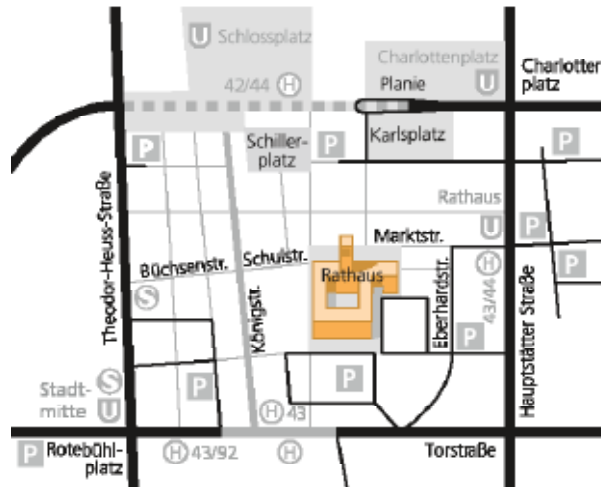 U Schlossplatz
Charlottenplatz
42/44 H
Planie
U
Charlotten
platz
P
Schiller-
platz
P
Karlsplatz
P
P
Theodor-Heuss-Straße
Rathaus
U
P
Büchsenstr.
Schulstr.
Marktstr.
Rathaus
H
43/44
P
S
Königstr.
Eberhardstr.
Hauptstätter Straße
P
S
Stadt-
mitte U
P
P
H 43
P Rotebühl-
platz
H 43/92
H
Torstraße